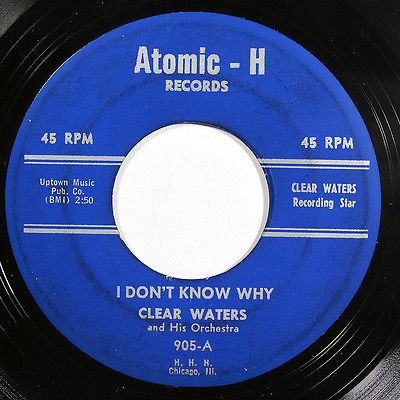 Atomic - H
RECORDS
45 RPM
45 RPM
Uptown Music
Pub. Co.
(BMI) 2:50
CLEAR WATERS
Recording Star
I DON'T KNOW WHY
CLEAR WATERS
and His Orchestra
905-A
H. H. H.
Chicago, Ill.